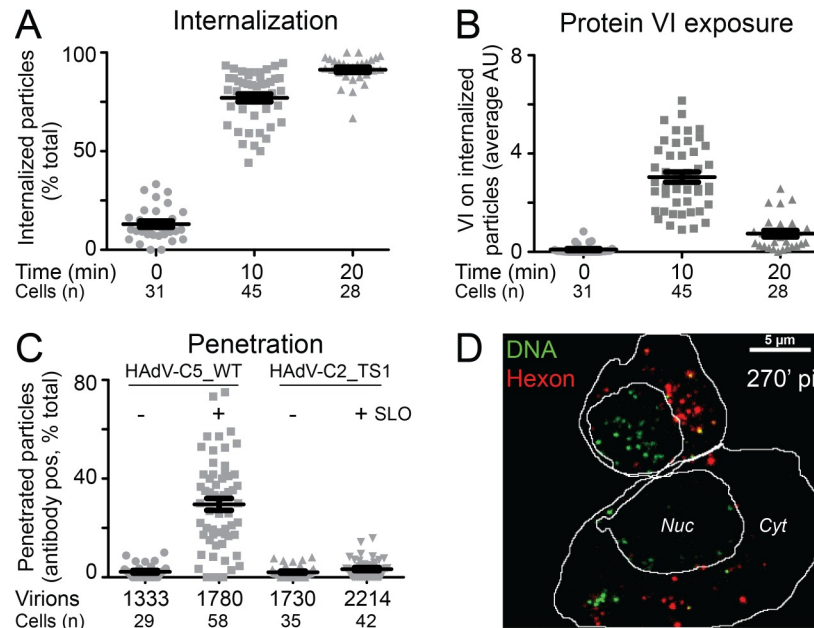 A
Internalization
Internalized particles
(% total)
100
50
0
Time (min) 0 10 20
Cells (n) 31 45 28
B
Protein VI exposure
VI on internalized
particles (average AU)
8
4
0
Time (min) 0 10 20
Cells (n) 31 45 28
C
Penetration
HAdV-C5_WT HAdV-C2_TS1
- + - + SLO
Penetrated particles
(antibody pos, % total)
80
40
0
Virions 1333 1780 1730 2214
Cells (n) 29 58 35 42
D
DNA
Hexon
5 µm
270' pi
Nuc Cyt